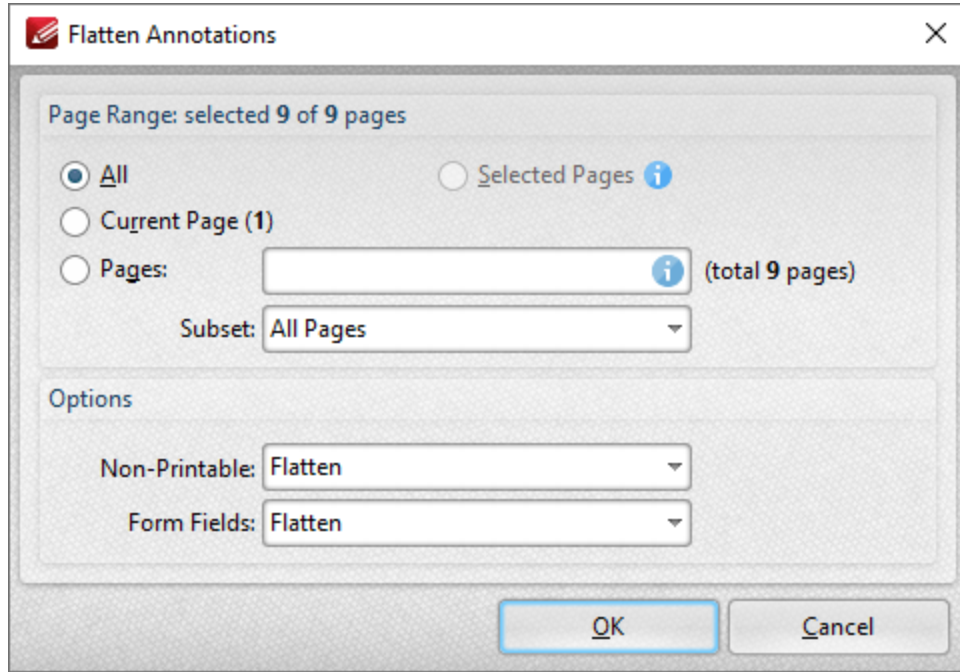 Flatten Annotations
Page Range: selected 9 of 9 pages
All
Selected Pages
Current Page (1)
Pages:
(total 9 pages)
Subset: All Pages
Options
Non-Printable: Flatten
Form Fields: Flatten
OK
Cancel